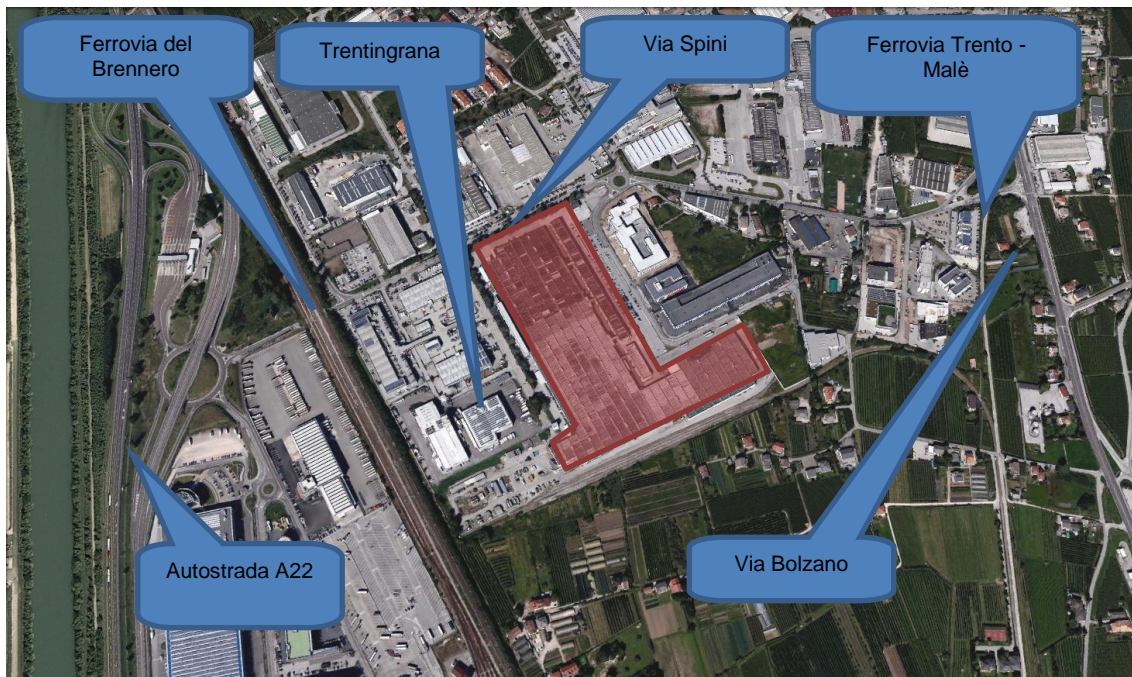 Ferrovia del
Brennero
Trentingrana
Via Spini
Ferrovia Trento -
Malè
Autostrada A22
Via Bolzano